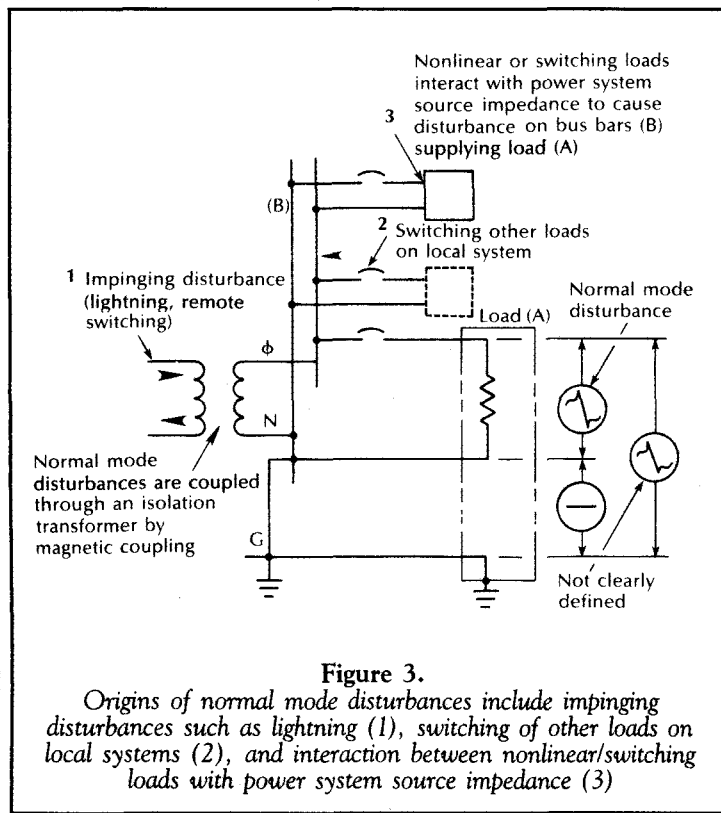 Nonlinear or switching loads
interact with power system
source impedance to cause
3 disturbance on bus bars (B)
supplying load (A)
(B)
2 Switching other loads
on local system
1 Impinging disturbance
(lightning, remote
switching)
Normal mode
disturbance
Load (A)
ϕ
N
Normal mode
disturbances are coupled
through an isolation
transformer by
magnetic coupling
G
Not clearly
defined
Figure 3.
Origins of normal mode disturbances include impinging
disturbances such as lightning (1), switching of other loads on
local systems (2), and interaction between nonlinear/switching
loads with power system source impedance (3)